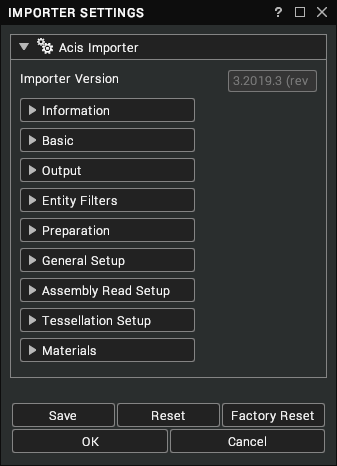 IMPORTER SETTINGS ?
Acis Importer
Importer Version 3.2019.3 (rev
Information
Basic
Output
Entity Filters
Preparation
General Setup
Assembly Read Setup
Tessellation Setup
Materials
Save Reset Factory Reset
OK Cancel